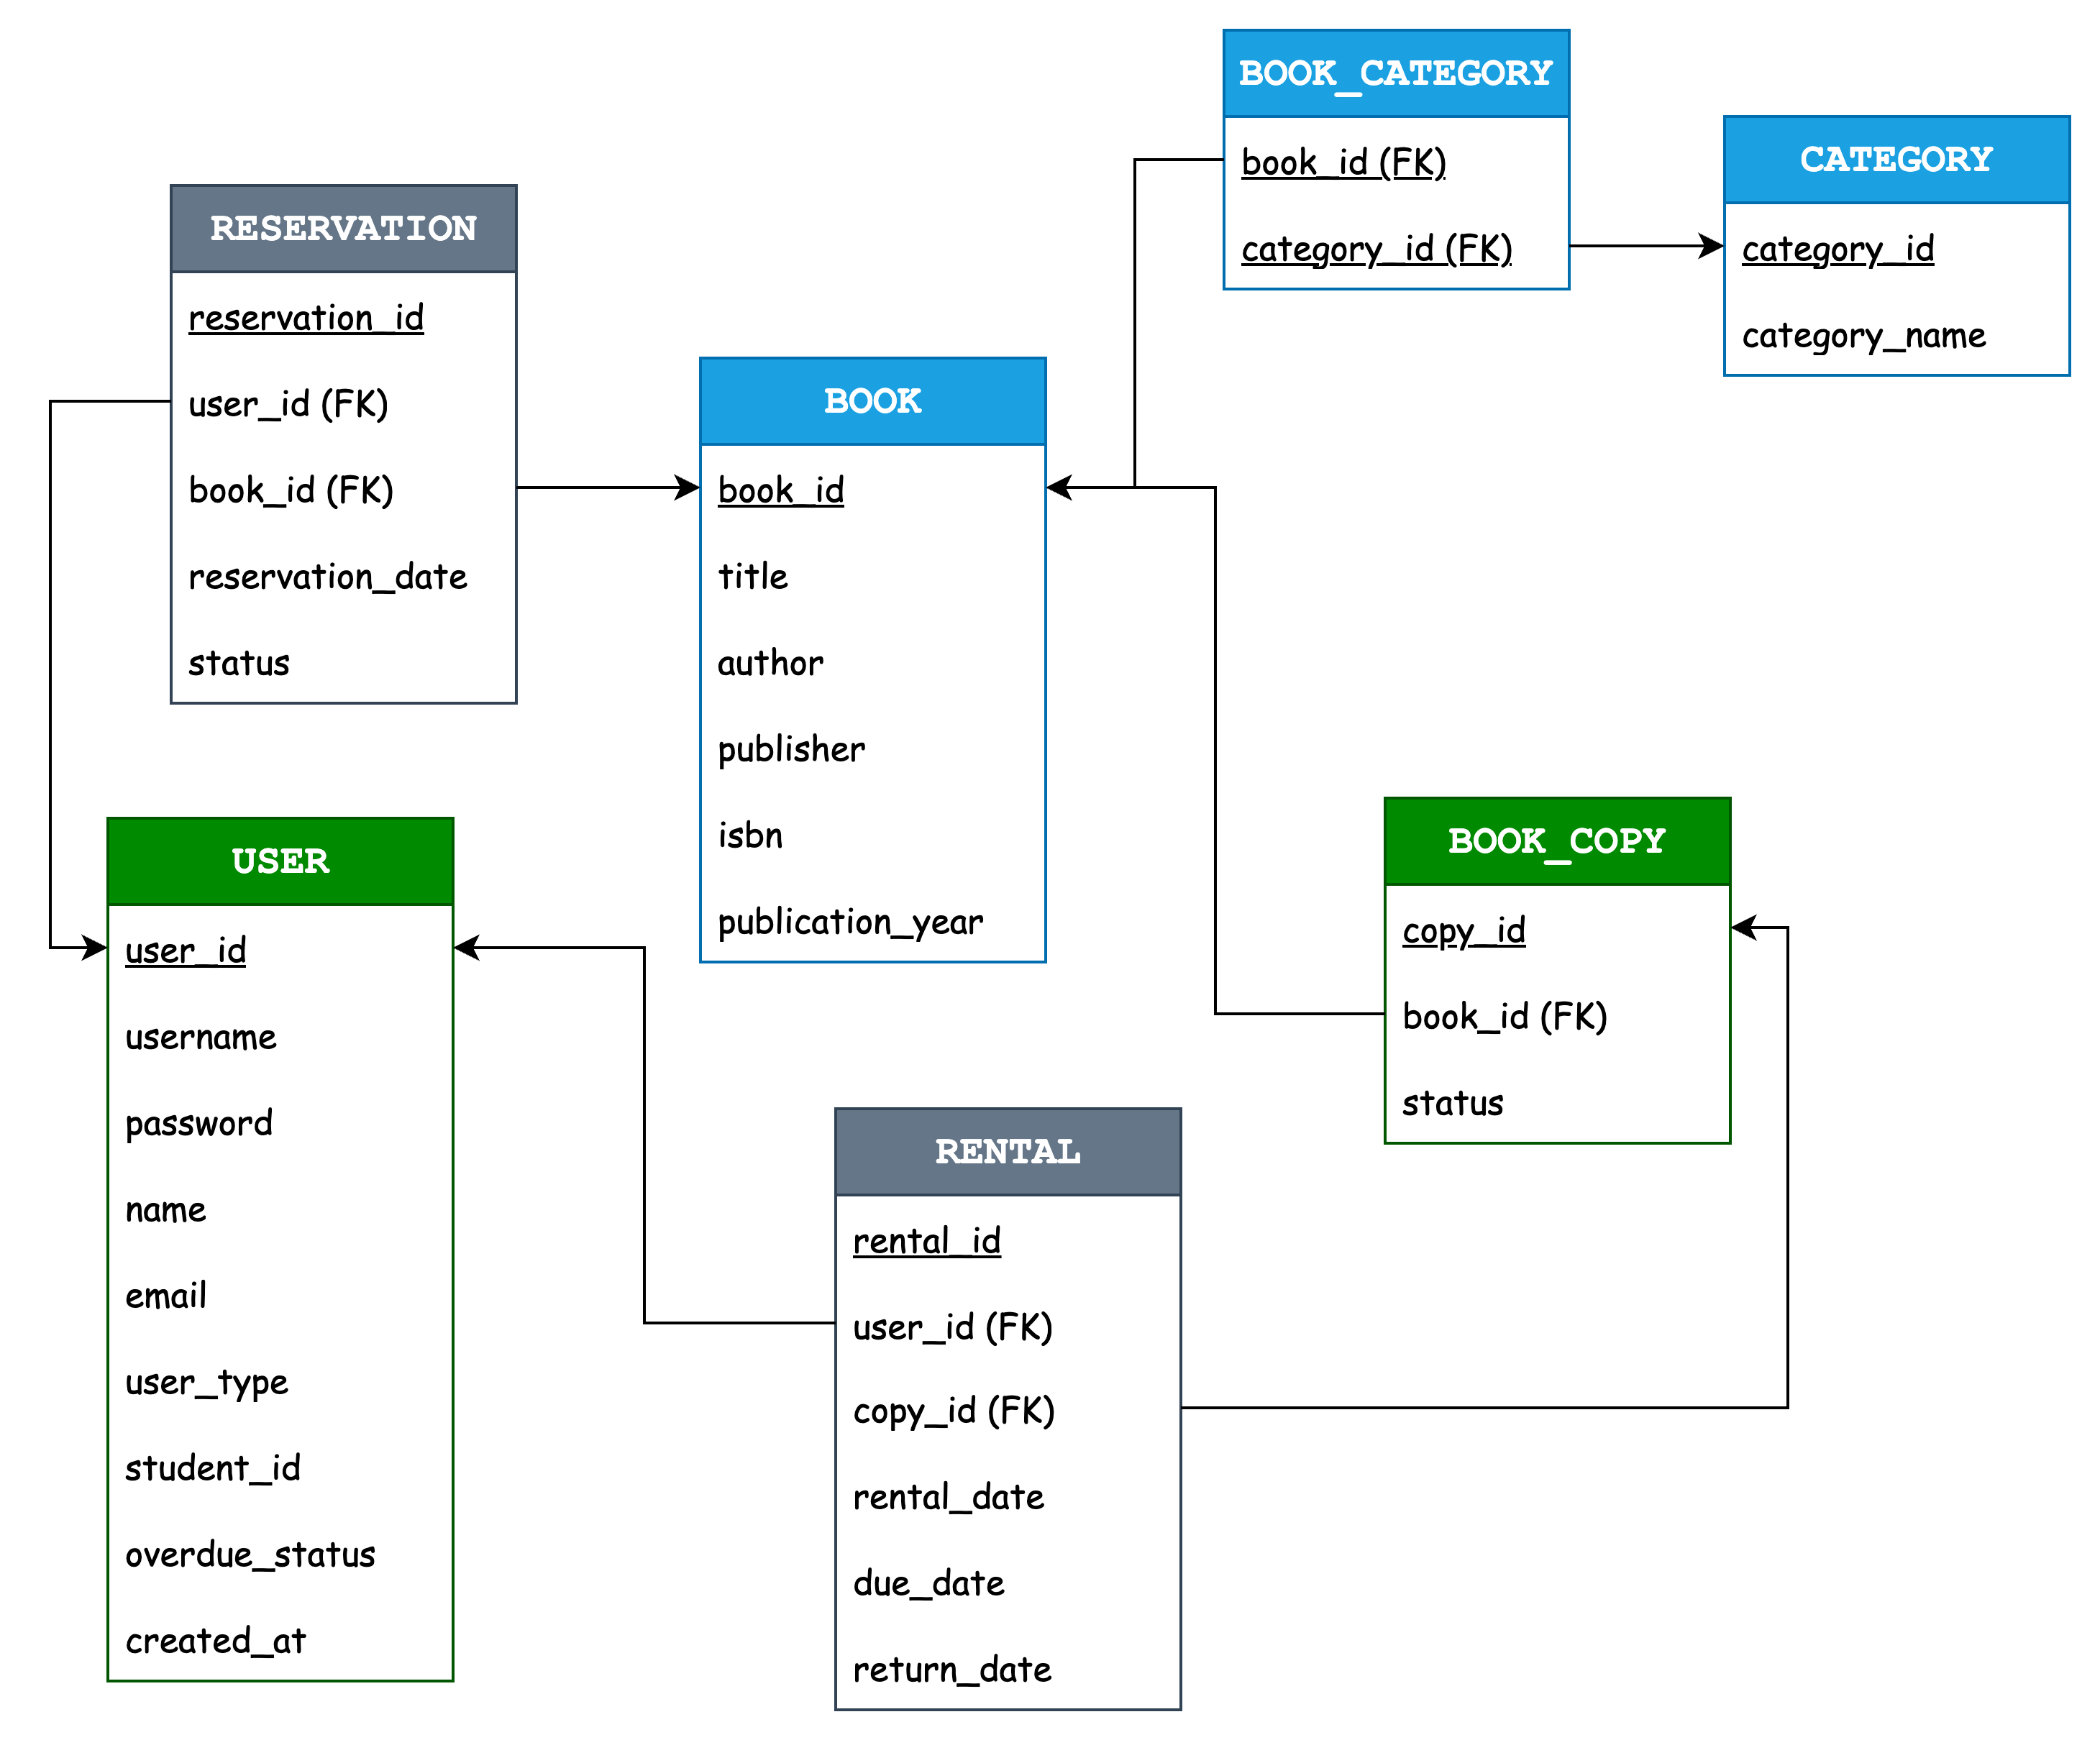 BOOK_CATEGORY
book_id (FK)
category_id (FK)
CATEGORY
category_id
category_name
RESERVATION
reservation_id
user_id (FK)
book_id (FK)
reservation_date
status
BOOK
book_id
title
author
publisher
isbn
publication_year
USER
user_id
username
password
name
email
user_type
student_id
overdue_status
created_at
BOOK_COPY
copy_id
book_id (FK)
status
RENTAL
rental_id
user_id (FK)
copy_id (FK)
rental_date
due_date
return_date